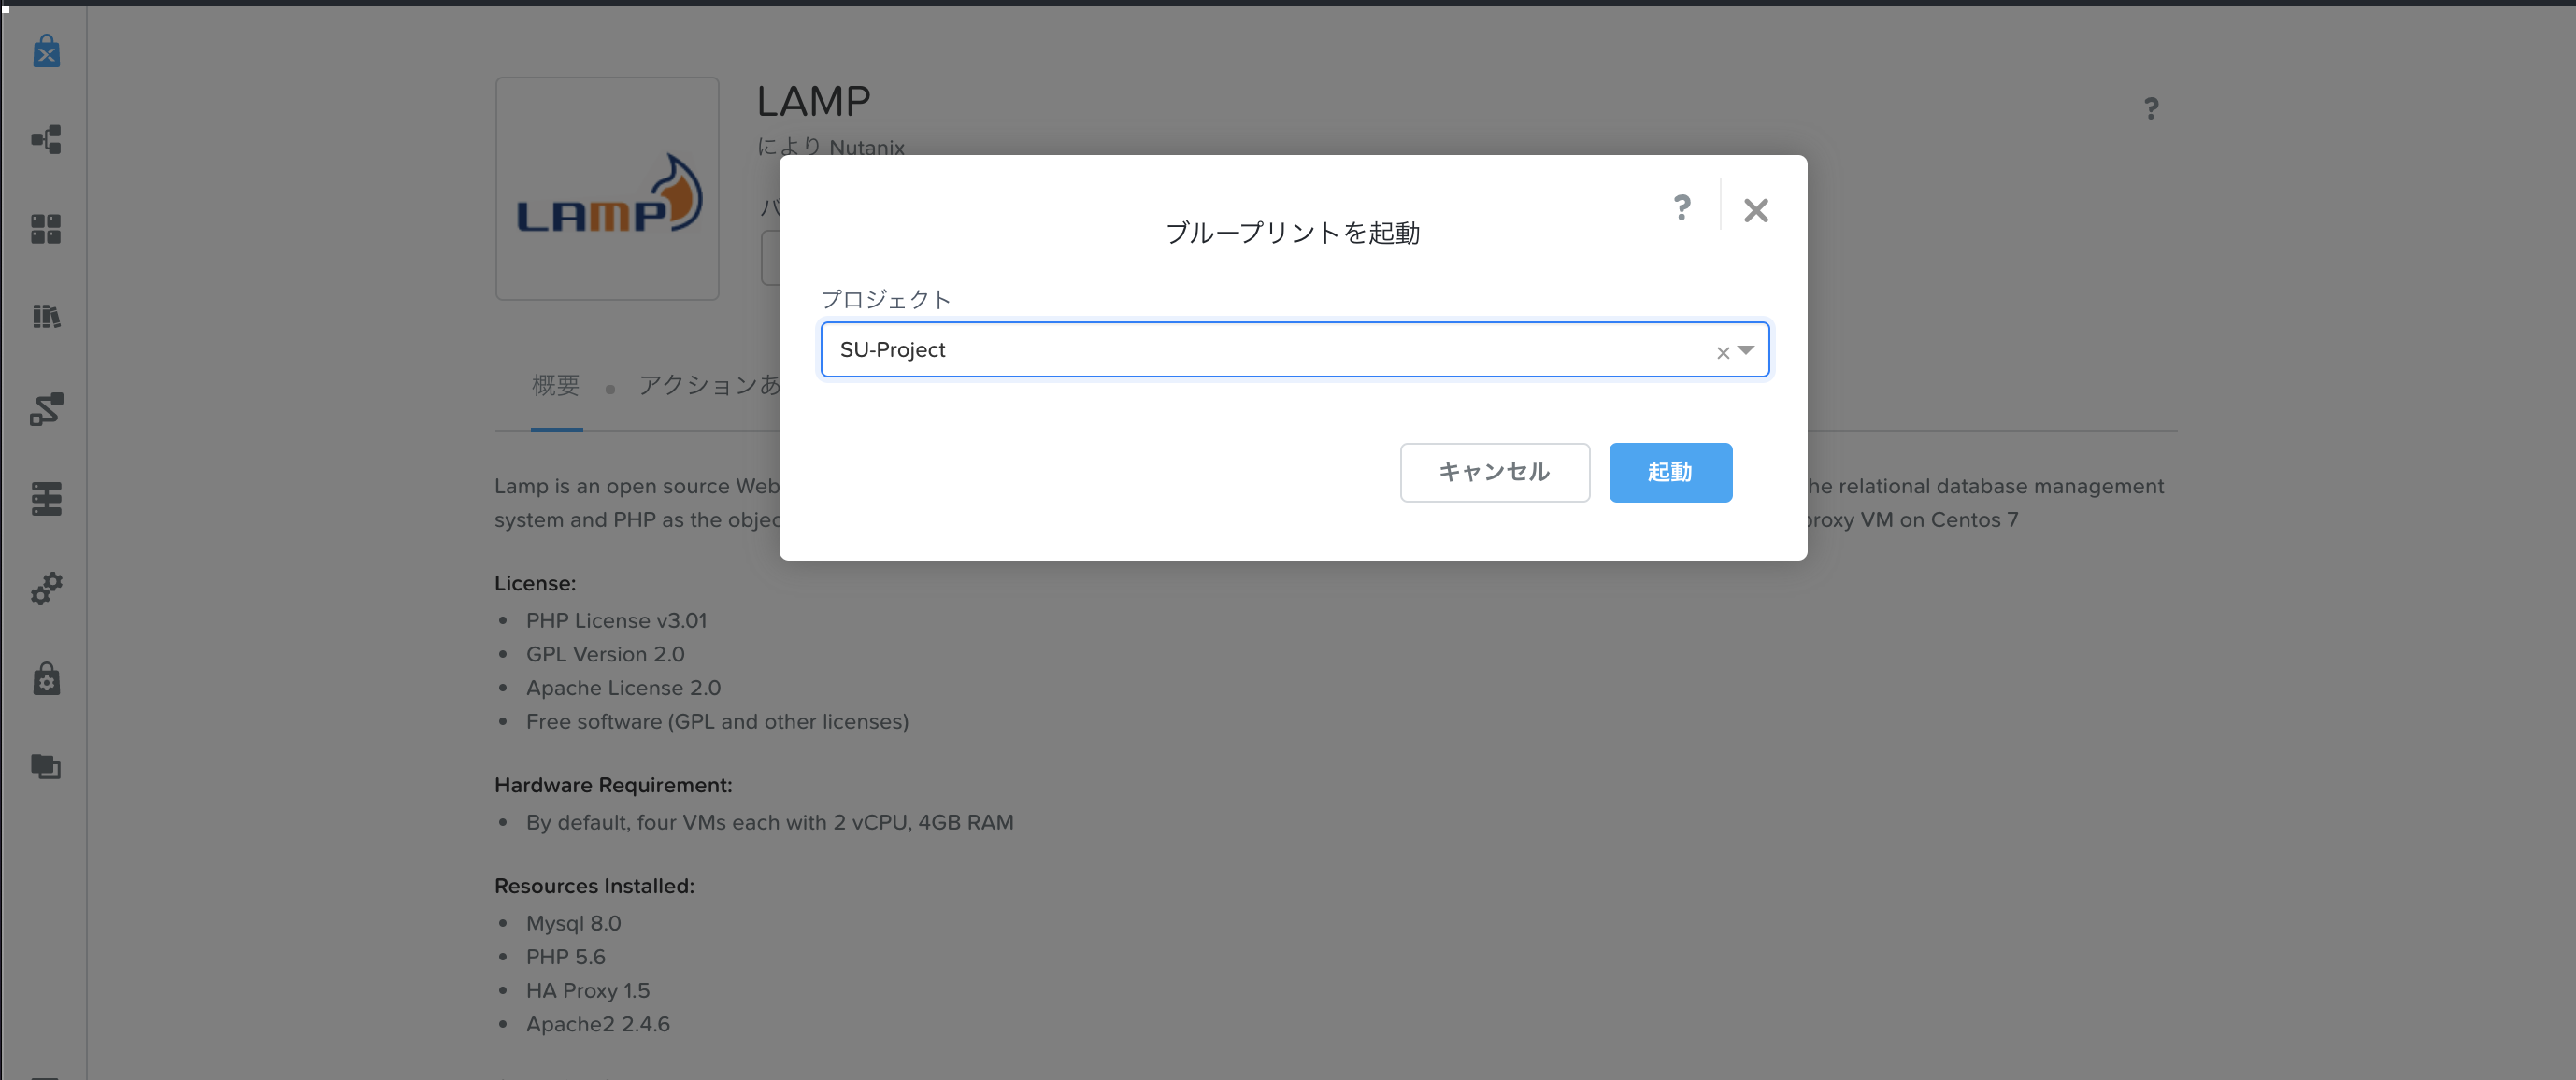 LAMP
により Nutanix
LAMP
バ
ブループリントを起動
プロジェクト
SU-Project
キャンセル
起動
概要
アクションあ
Lamp is an open source Web he relational database management
system and PHP as the objec proxy VM on Centos 7
License:
PHP License v3.01
GPL Version 2.0
Apache License 2.0
Free software (GPL and other licenses)
Hardware Requirement:
By default, four VMs each with 2 vCPU, 4GB RAM
Resources Installed:
Mysql 8.0
PHP 5.6
HA Proxy 1.5
Apache2 2.4.6